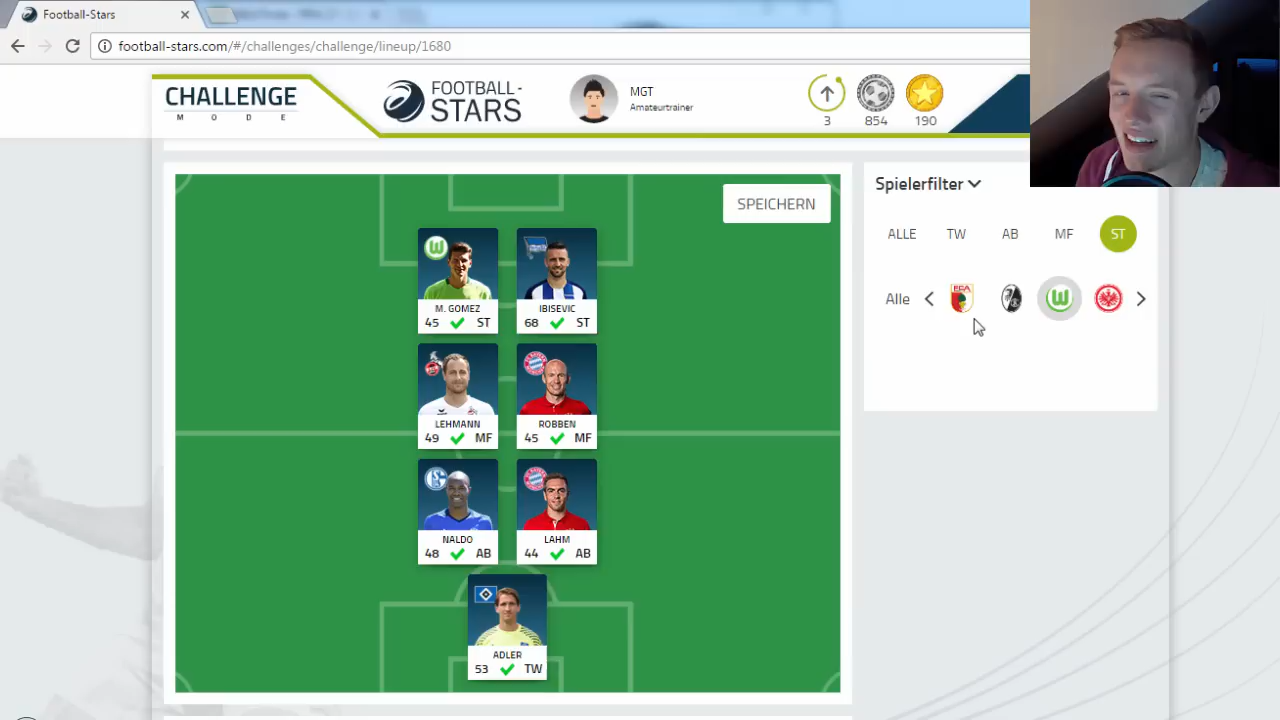 Football-Stars
football-stars.com/#/challenges/challenge/lineup/1680
CHALLENGE
MODE
FOOTBALL-
STARS
MGT
Amateurtrainer
3
854
190
SPEICHERN
Spielerfilter
ALLE TW AB MF ST
Alle
FCA
W
W
M. GOMEZ
45 ST
IBISEVIC
68 ST
LEHMANN
49 MF
ROBBEN
45 MF
NALDO
48 AB
LAHM
44 AB
ADLER
53 TW